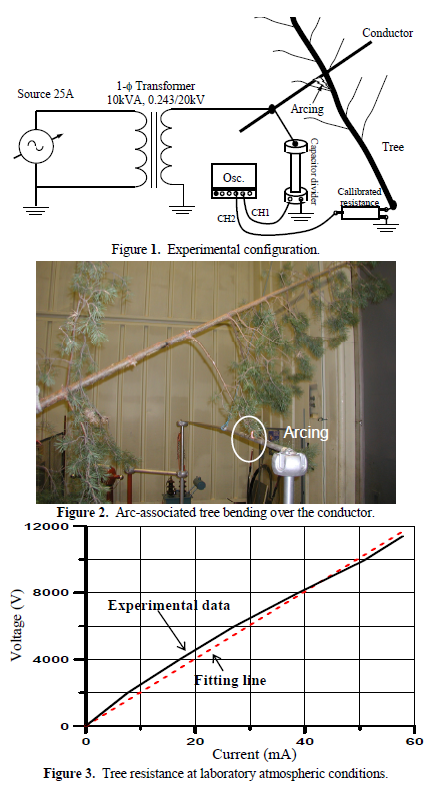 Conductor
1-ϕ Transformer
10kVA, 0.243/20kV
Source 25A
Arcing
Tree
Capacitor divider
Osc.
CH2
CH1
Callibrated
resistance
Figure 1. Experimental configuration.
Arcing
Figure 2. Arc-associated tree bending over the conductor.
12000
8000
4000
0
Voltage (V)
Experimental data
Fitting line
0
20
40
60
Current (mA)
Figure 3. Tree resistance at laboratory atmospheric conditions.